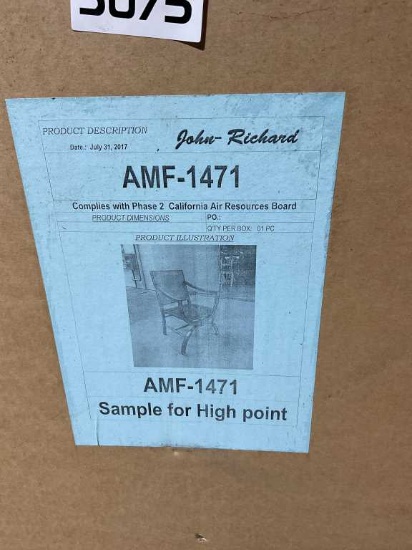 5075
PRODUCT DESCRIPTION
John-Richard
Date.: July 31, 2017
AMF-1471
Complies with Phase 2 California Air Resources Board
PRODUCT DIMENSIONS
PO.:
QTY PER BOX: 01 PC
PRODUCT ILLUSTRATION
AMF-1471
Sample for High point